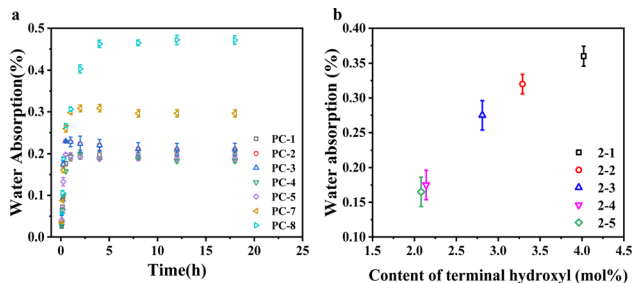 a
Water Absorption(%)
0.5
0.4
0.3
0.2
0.1
0.0
0
5
10
15
20
25
Time(h)
PC-1
PC-2
PC-3
PC-4
PC-5
PC-7
PC-8
b
Water absorption (%)
0.40
0.35
0.30
0.25
0.20
0.15
0.10
1.5
2.0
2.5
3.0
3.5
4.0
4.5
Content of terminal hydroxyl (mol%)
2-1
2-2
2-3
2-4
2-5